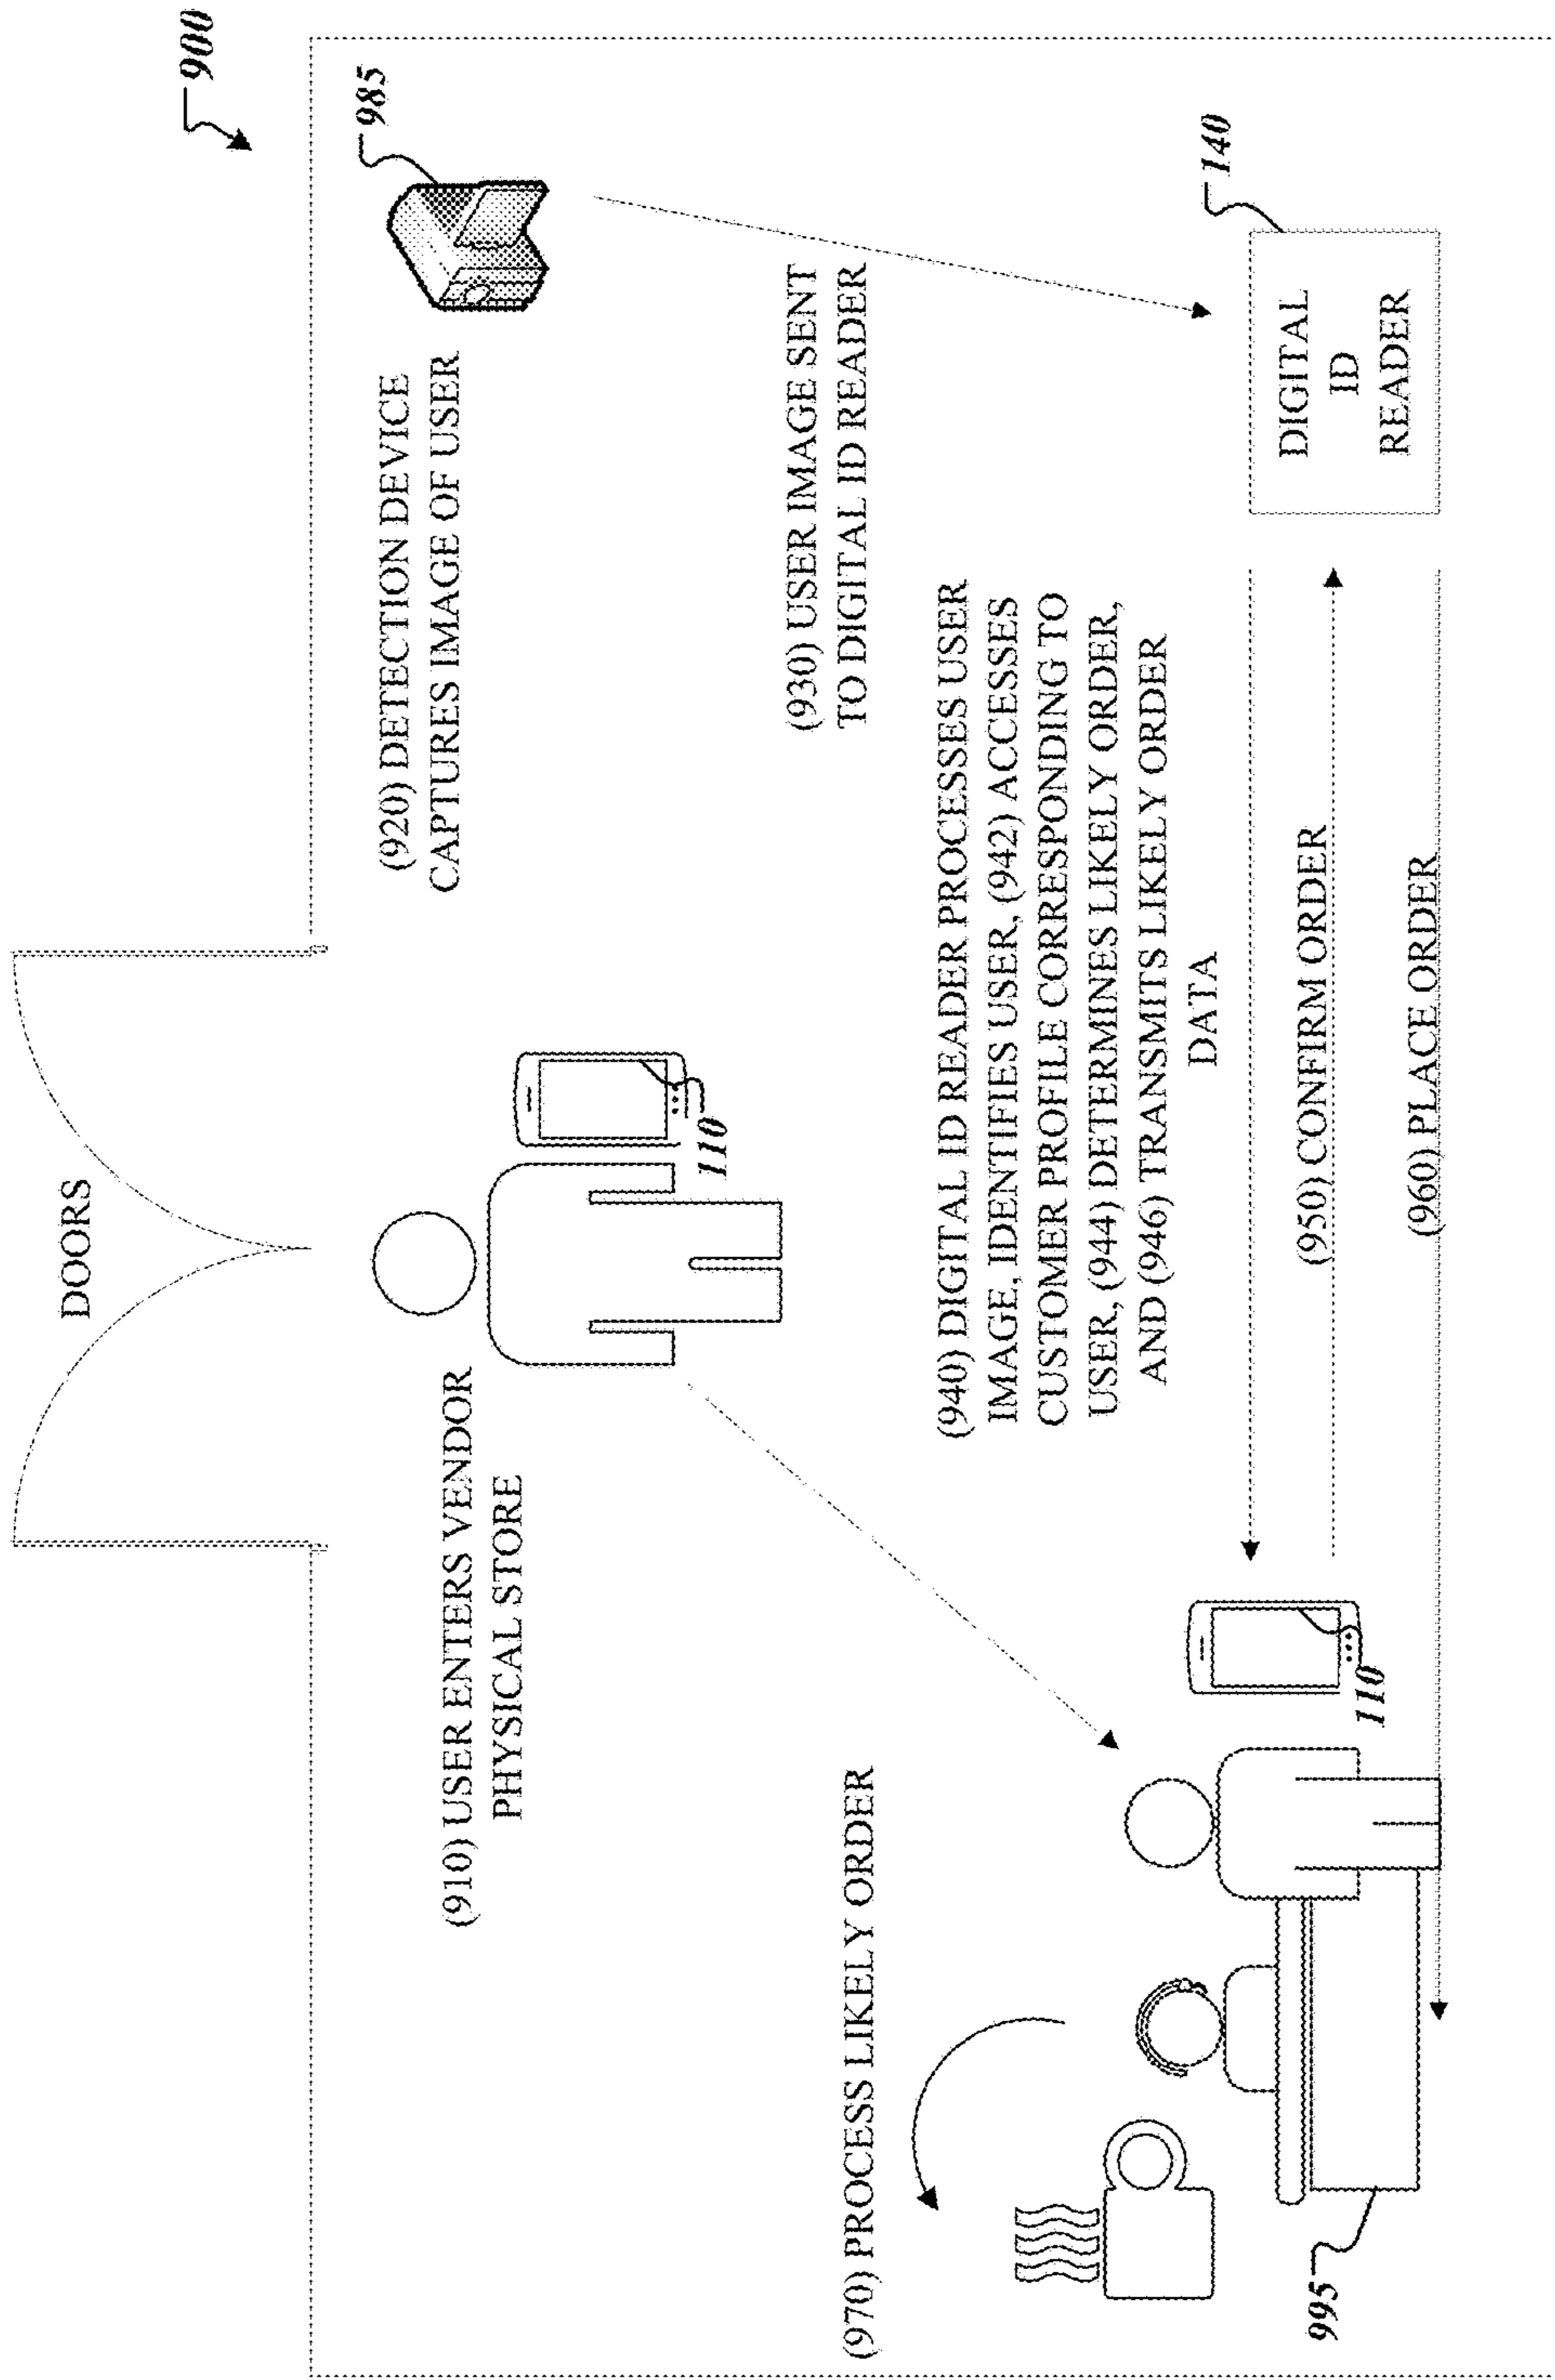 900
DOORS
985
(920) DETECTION DEVICE
CAPTURES IMAGE OF USER
(910) USER ENTERS VENDOR
PHYSICAL STORE
110
(930) USER IMAGE SENT
TO DIGITAL ID READER
(940) DIGITAL ID READER PROCESSES USER
IMAGE, IDENTIFIES USER, (942) ACCESSES
CUSTOMER PROFILE CORRESPONDING TO
USER, (944) DETERMINES LIKELY ORDER,
AND (946) TRANSMITS LIKELY ORDER
DATA
140
DIGITAL
ID
READER
(970) PROCESS LIKELY ORDER
110
(950) CONFIRM ORDER
(960) PLACE ORDER
995